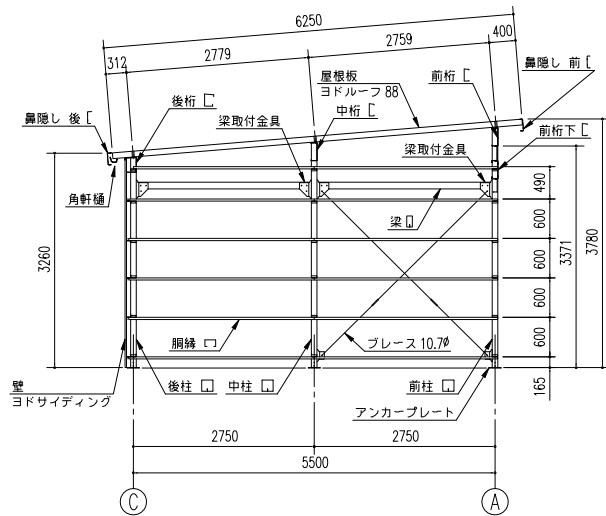 6250
312
2779
2759
400
鼻隠し 後
後桁
梁取付金具
屋根板
ヨドルーフ 88
中桁
前桁
梁取付金具
鼻隠し 前
前桁下
角軒樋
梁
3260
490
600
600
600
600
165
3371
3780
胴縁
ブレース 10.7φ
壁
ヨドサイディング
後柱
中柱
前柱
アンカープレート
2750
2750
5500
C
A